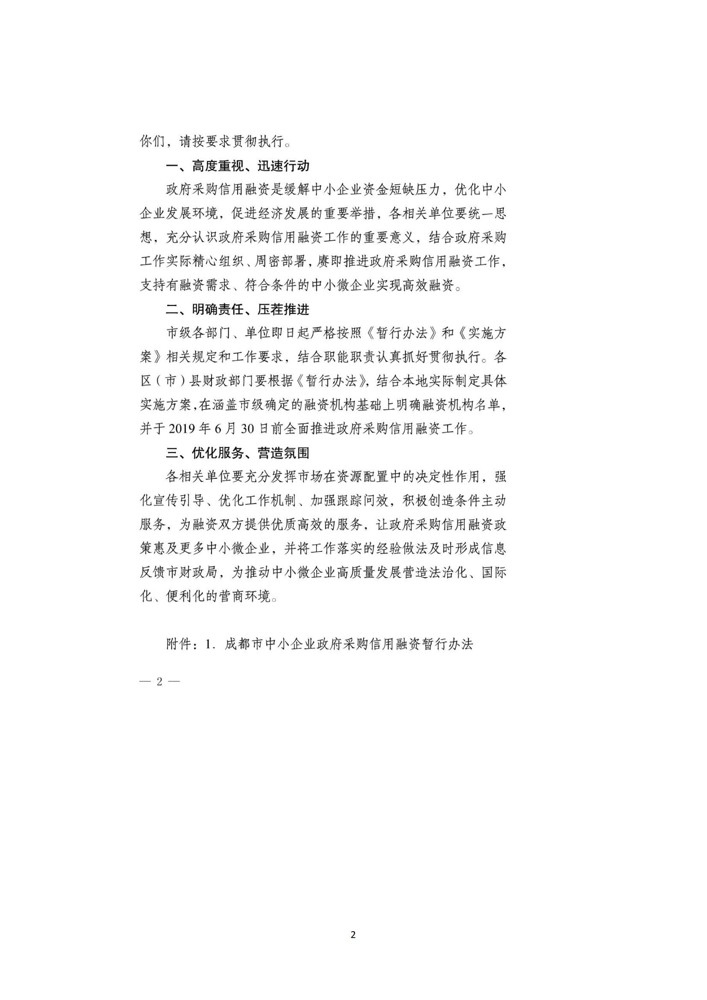 你们，请按要求贯彻执行。
一、高度重视、迅速行动
政府采购信用融资是缓解中小企业资金短缺压力，优化中小
企业发展环境，促进经济发展的重要举措，各相关单位要统一思
想，充分认识政府采购信用融资工作的重要意义，结合政府采购
工作实际精心组织、周密部署，赓即推进政府采购信用融资工作，
支持有融资需求、符合条件的中小微企业实现高效融资。
二、明确责任、压茬推进
市级各部门、单位即日起严格按照《暂行办法》和《实施方
案》相关规定和工作要求，结合职能职责认真抓好贯彻执行。各
区（市）县财政部门要根据《暂行办法》，结合本地实际制定具体
实施方案，在涵盖市级确定的融资机构基础上明确融资机构名单，
并于 2019 年 6 月 30 日前全面推进政府采购信用融资工作。
三、优化服务、营造氛围
各相关单位要充分发挥市场在资源配置中的决定性作用，强
化宣传引导、优化工作机制、加强跟踪问效，积极创造条件主动
服务，为融资双方提供优质高效的服务，让政府采购信用融资政
策惠及更多中小微企业，并将工作落实的经验做法及时形成信息
反馈市财政局，为推动中小微企业高质量发展营造法治化、国际
化、便利化的营商环境。
附件：1. 成都市中小企业政府采购信用融资暂行办法
— 2 —
2